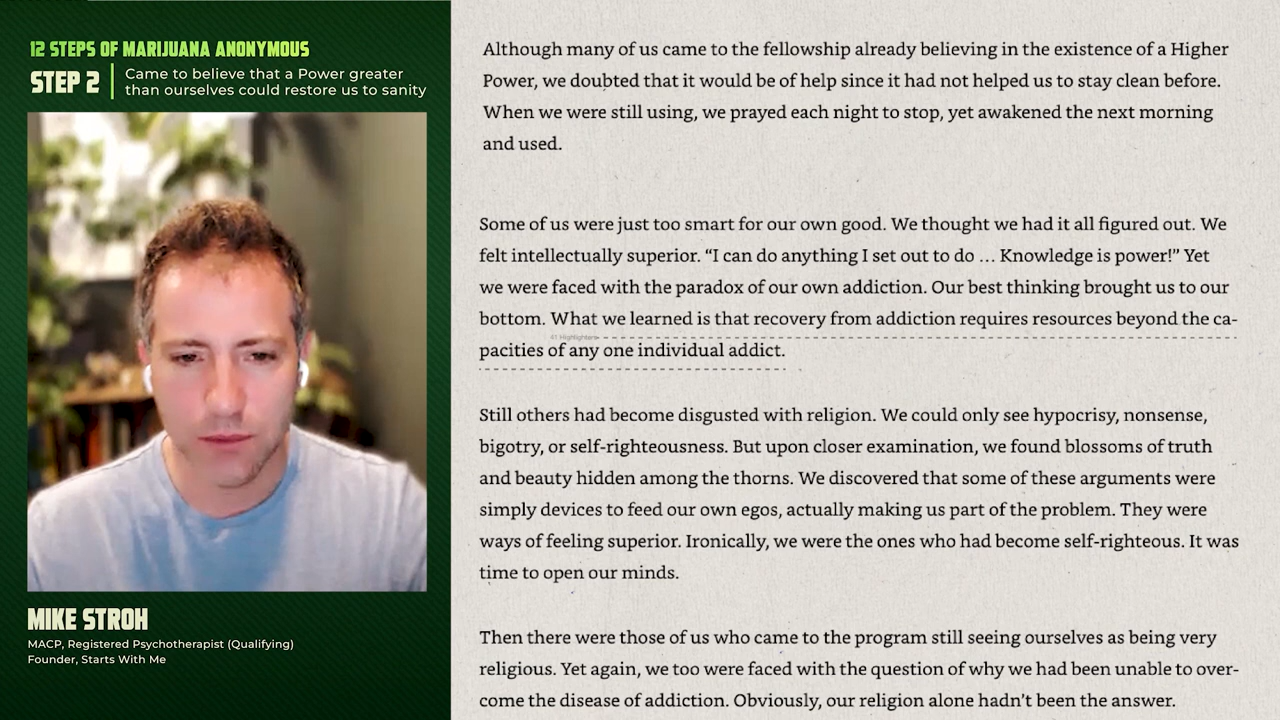 12 STEPS OF MARIJUANA ANONYMOUS
STEP 2
Came to believe that a Power greater
than ourselves could restore us to sanity
MIKE STROH
MACP, Registered Psychotherapist (Qualifying)
Founder, Starts With Me
Although many of us came to the fellowship already believing in the existence of a Higher
Power, we doubted that it would be of help since it had not helped us to stay clean before.
When we were still using, we prayed each night to stop, yet awakened the next morning
and used.
Some of us were just too smart for our own good. We thought we had it all figured out. We
felt intellectually superior. “I can do anything I set out to do … Knowledge is power!” Yet
we were faced with the paradox of our own addiction. Our best thinking brought us to our
bottom. What we learned is that recovery from addiction requires resources beyond the ca-
41 Highlighters
pacities of any one individual addict.
Still others had become disgusted with religion. We could only see hypocrisy, nonsense,
bigotry, or self-righteousness. But upon closer examination, we found blossoms of truth
and beauty hidden among the thorns. We discovered that some of these arguments were
simply devices to feed our own egos, actually making us part of the problem. They were
ways of feeling superior. Ironically, we were the ones who had become self-righteous. It was
time to open our minds.
Then there were those of us who came to the program still seeing ourselves as being very
religious. Yet again, we too were faced with the question of why we had been unable to over-
come the disease of addiction. Obviously, our religion alone hadn’t been the answer.